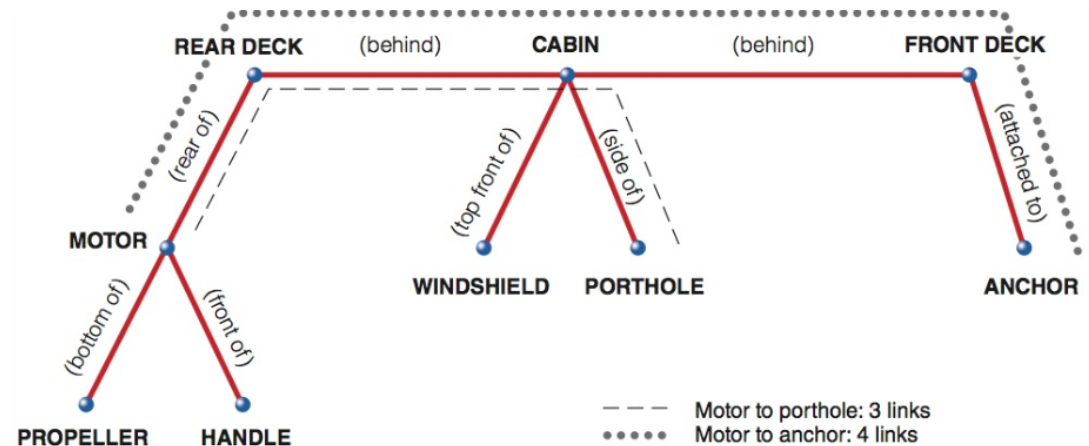 REAR DECK
(behind)
CABIN
(behind)
FRONT DECK
(rear of)
(top front of)
(side of)
(attached to)
MOTOR
WINDSHIELD
PORTHOLE
ANCHOR
(bottom of)
(front of)
PROPELLER
HANDLE
Motor to porthole: 3 links
Motor to anchor: 4 links